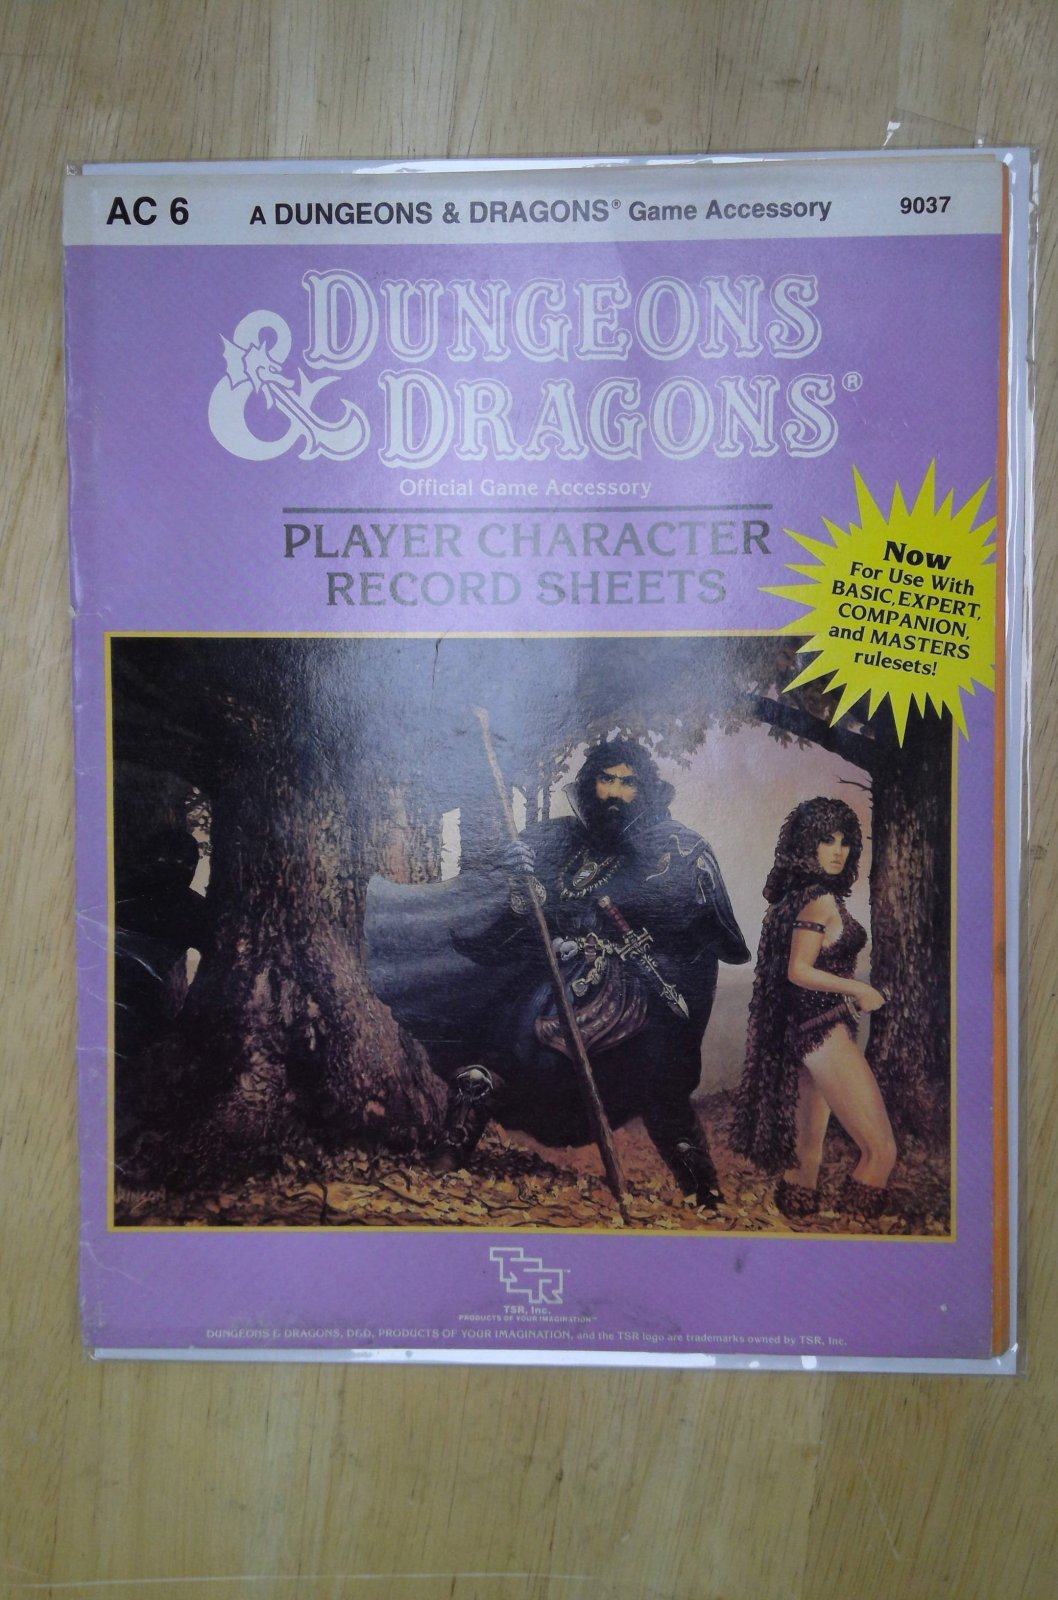 AC 6
A DUNGEONS & DRAGONS® Game Accessory
9037
DUNGEONS
& DRAGONS®
Official Game Accessory
PLAYER CHARACTER
RECORD SHEETS
Now
For Use With
BASIC, EXPERT,
COMPANION,
and MASTERS
rulesets!
TSR™
TSR, Inc.
PRODUCTS OF YOUR IMAGINATION™
DUNGEONS & DRAGONS, D&D, PRODUCTS OF YOUR IMAGINATION, and the TSR logo are trademarks owned by TSR, Inc.